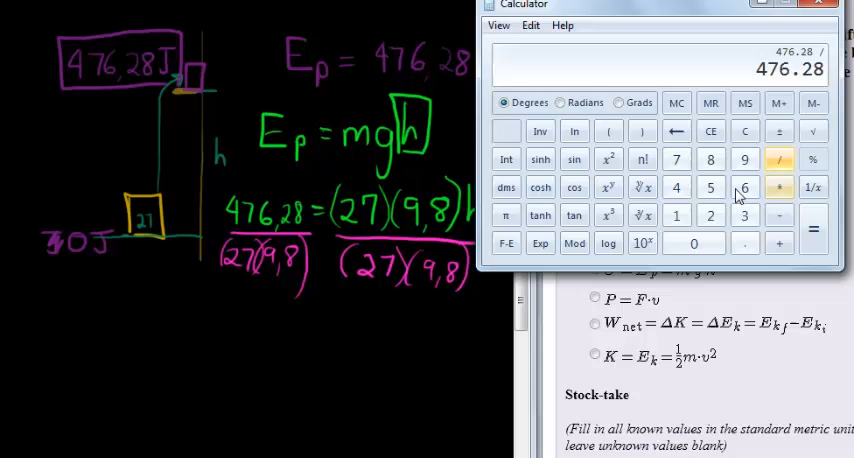 476,28J
Ep = 476,28
h
Ep = mgh
27
476,28 = (27)(9,8)h
(27)(9,8) (27)(9,8)
0J
Calculator
View Edit Help
476.28 /
476.28
Degrees Radians Grads MC MR MS M+ M-
Inv ln ( ) ← CE C ± √
Int sinh sin x² n! 7 8 9 / %
dms cosh cos xʸ ʸ√x 4 5 6 * 1/x
π tanh tan x³ ³√x 1 2 3 - =
F-E Exp Mod log 10ˣ 0 . +
P = F·v
Wnet = ΔK = ΔEk = Ekf−Eki
K = Ek = 1/2 m·v²
Stock-take
(Fill in all known values in the standard metric unit
leave unknown values blank)